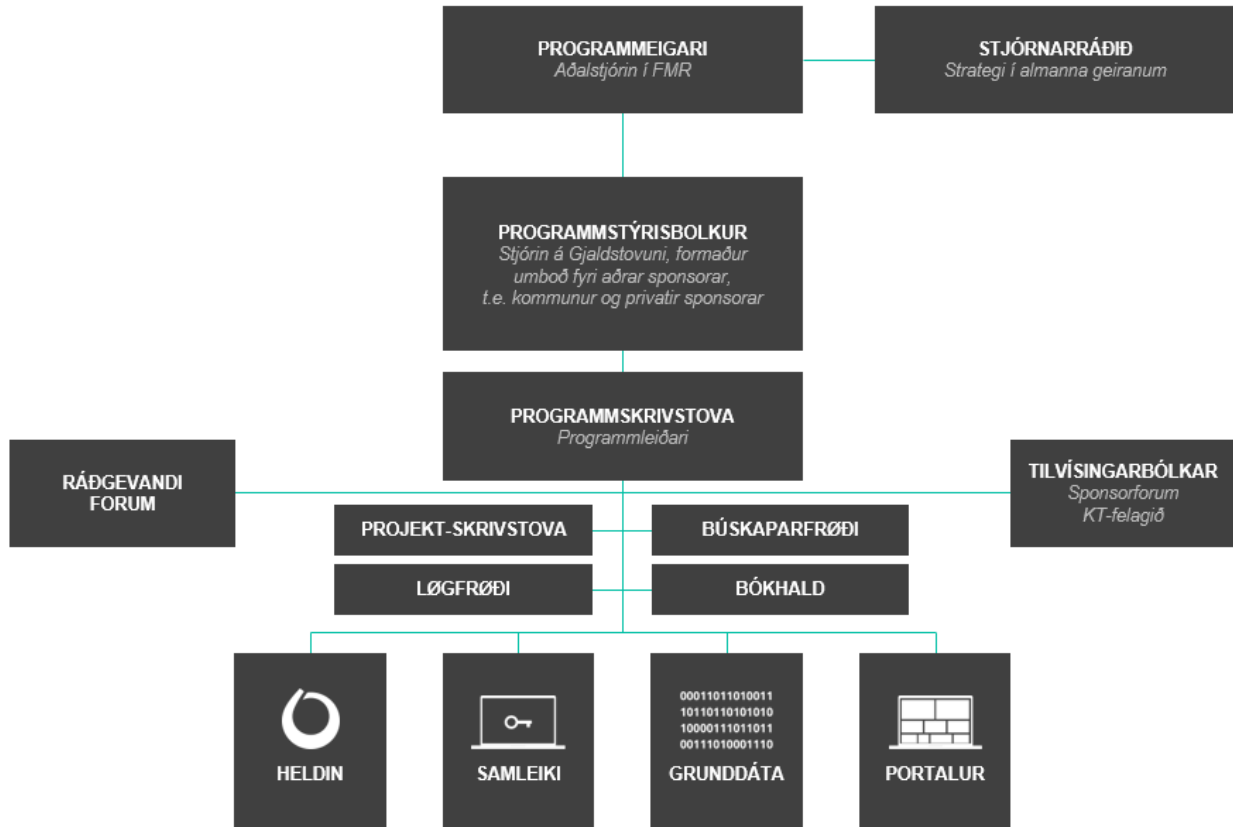 PROGRAMMEIGARI
Aðalstjórin í FMR
STJÓRNARRÁÐIÐ
Strategi í almanna geiranum
PROGRAMMSTÝRISBOLKUR
Stjórin á Gjaldstovuni, formaður
umboð fyri aðrar sponsorar,
t.e. kommunur og privatir sponsorar
PROGRAMMSKRIVSTOVA
Programmleiðari
RÁÐGEVANDI
FORUM
TILVÍSINGARBÓLKAR
Sponsorforum
KT-felagið
PROJEKT-SKRIVSTOVA
BÚSKAPARFRØÐI
LØGFRØÐI
BÓKHALD
HELDIN
SAMLEIKI
00011011010011
10110110101010
10000111011011
00111010001110
GRUNDDÁTA
PORTALUR